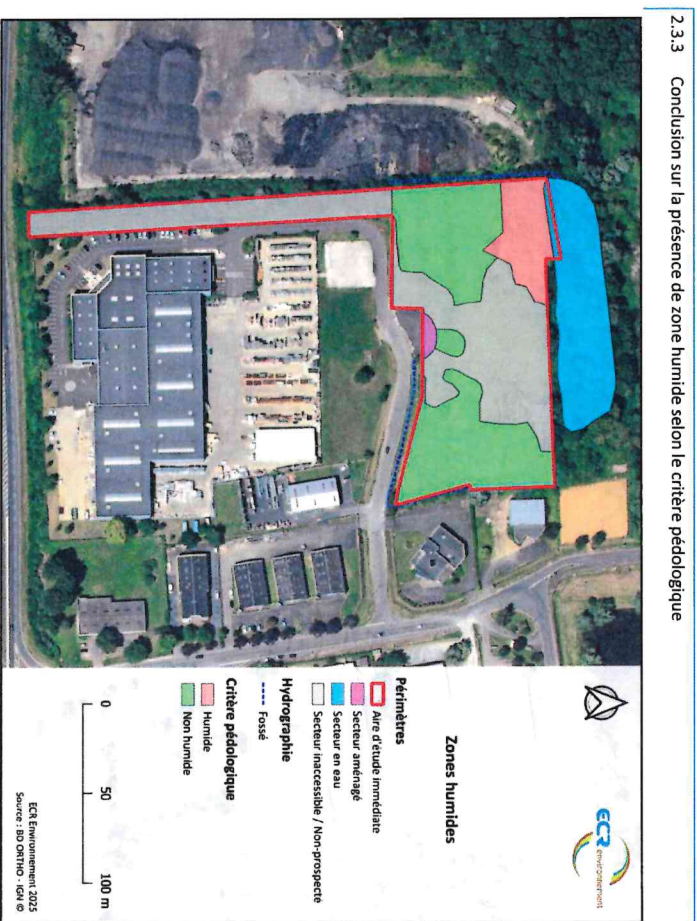 2.3.3 Conclusion sur la présence de zone humide selon le critère pédologique
ECR environnement
Zones humides
Périmètres
Aire d'étude immédiate
Secteur aménagé
Secteur en eau
Secteur inaccessible / Non-prospecté
Hydrographie
Fossé
Critère pédologique
Humide
Non humide
0 50 100 m
ECR Environnement 2025
Source : BD ORTHO - IGN ©